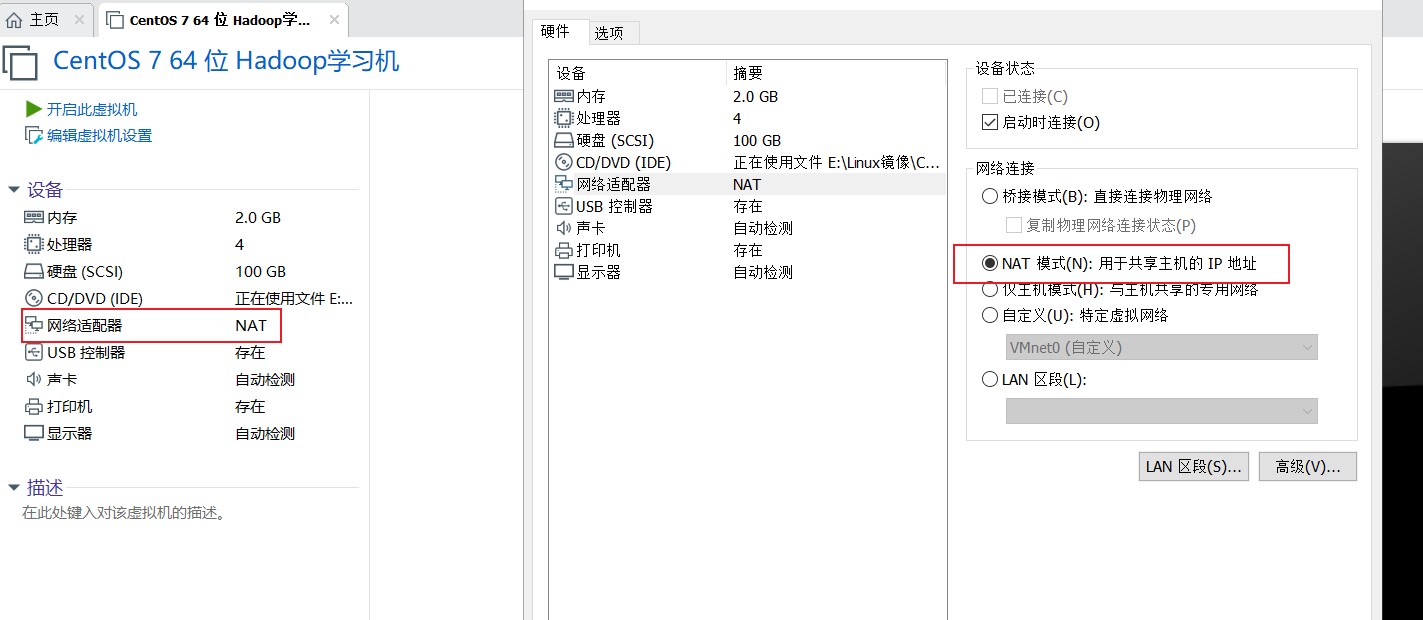 主页
CentOS 7 64 位 Hadoop学...
CentOS 7 64 位 Hadoop学习机
开启此虚拟机
编辑虚拟机设置
设备
内存 2.0 GB
处理器 4
硬盘 (SCSI) 100 GB
CD/DVD (IDE) 正在使用文件 E:...
网络适配器 NAT
USB 控制器 存在
声卡 自动检测
打印机 存在
显示器 自动检测
描述
在此处键入对该虚拟机的描述。
硬件 选项
设备 摘要
内存 2.0 GB
处理器 4
硬盘 (SCSI) 100 GB
CD/DVD (IDE) 正在使用文件 E:\Linux镜像\C...
网络适配器 NAT
USB 控制器 存在
声卡 自动检测
打印机 存在
显示器 自动检测
设备状态
已连接(C)
启动时连接(O)
网络连接
桥接模式(B): 直接连接物理网络
复制物理网络连接状态(P)
NAT 模式(N): 用于共享主机的 IP 地址
仅主机模式(H): 与主机共享的专用网络
自定义(U): 特定虚拟网络
VMnet0 (自定义)
LAN 区段(L):
LAN 区段(S)... 高级(V)...